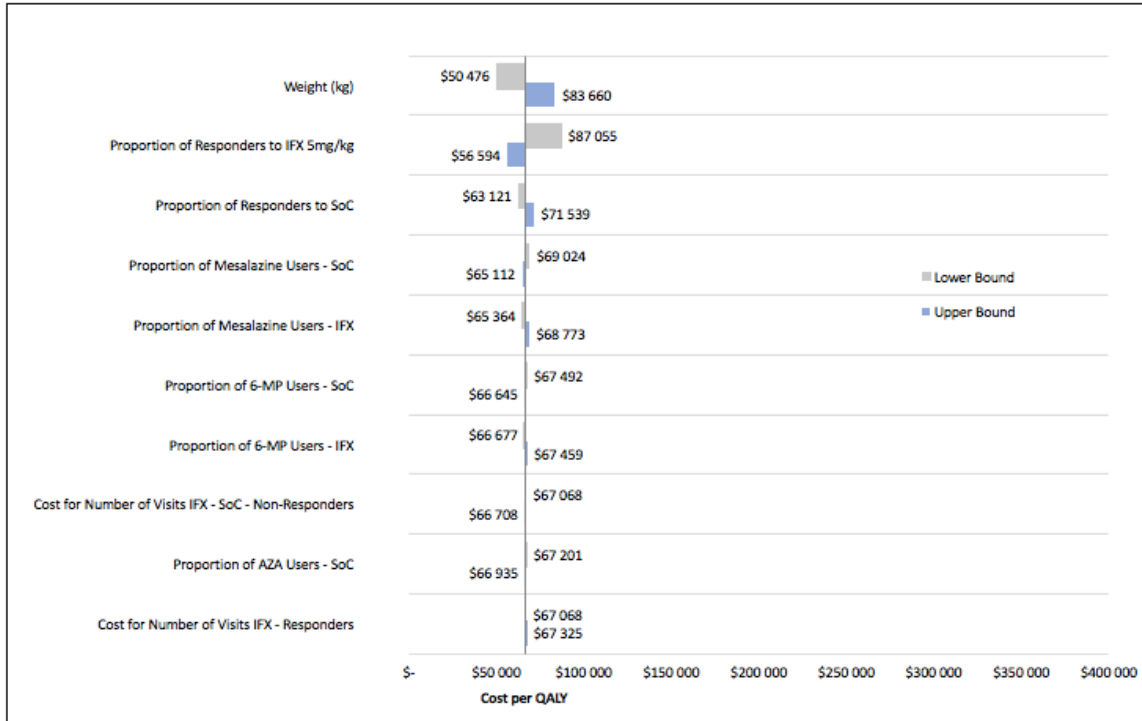 $50 476
Weight (kg)
$83 660
$87 055
Proportion of Responders to IFX 5mg/kg
$56 594
$63 121
Proportion of Responders to SoC
$71 539
$69 024
Proportion of Mesalazine Users - SoC
$65 112
Lower Bound
$65 364
Upper Bound
Proportion of Mesalazine Users - IFX
$68 773
$67 492
Proportion of 6-MP Users - SoC
$66 645
$66 677
Proportion of 6-MP Users - IFX
$67 459
$67 068
Cost for Number of Visits IFX - SoC - Non-Responders
$66 708
$67 201
Proportion of AZA Users - SoC
$66 935
$67 068
Cost for Number of Visits IFX - Responders
$67 325
$- $50 000 $100 000 $150 000 $200 000 $250 000 $300 000 $350 000 $400 000
Cost per QALY